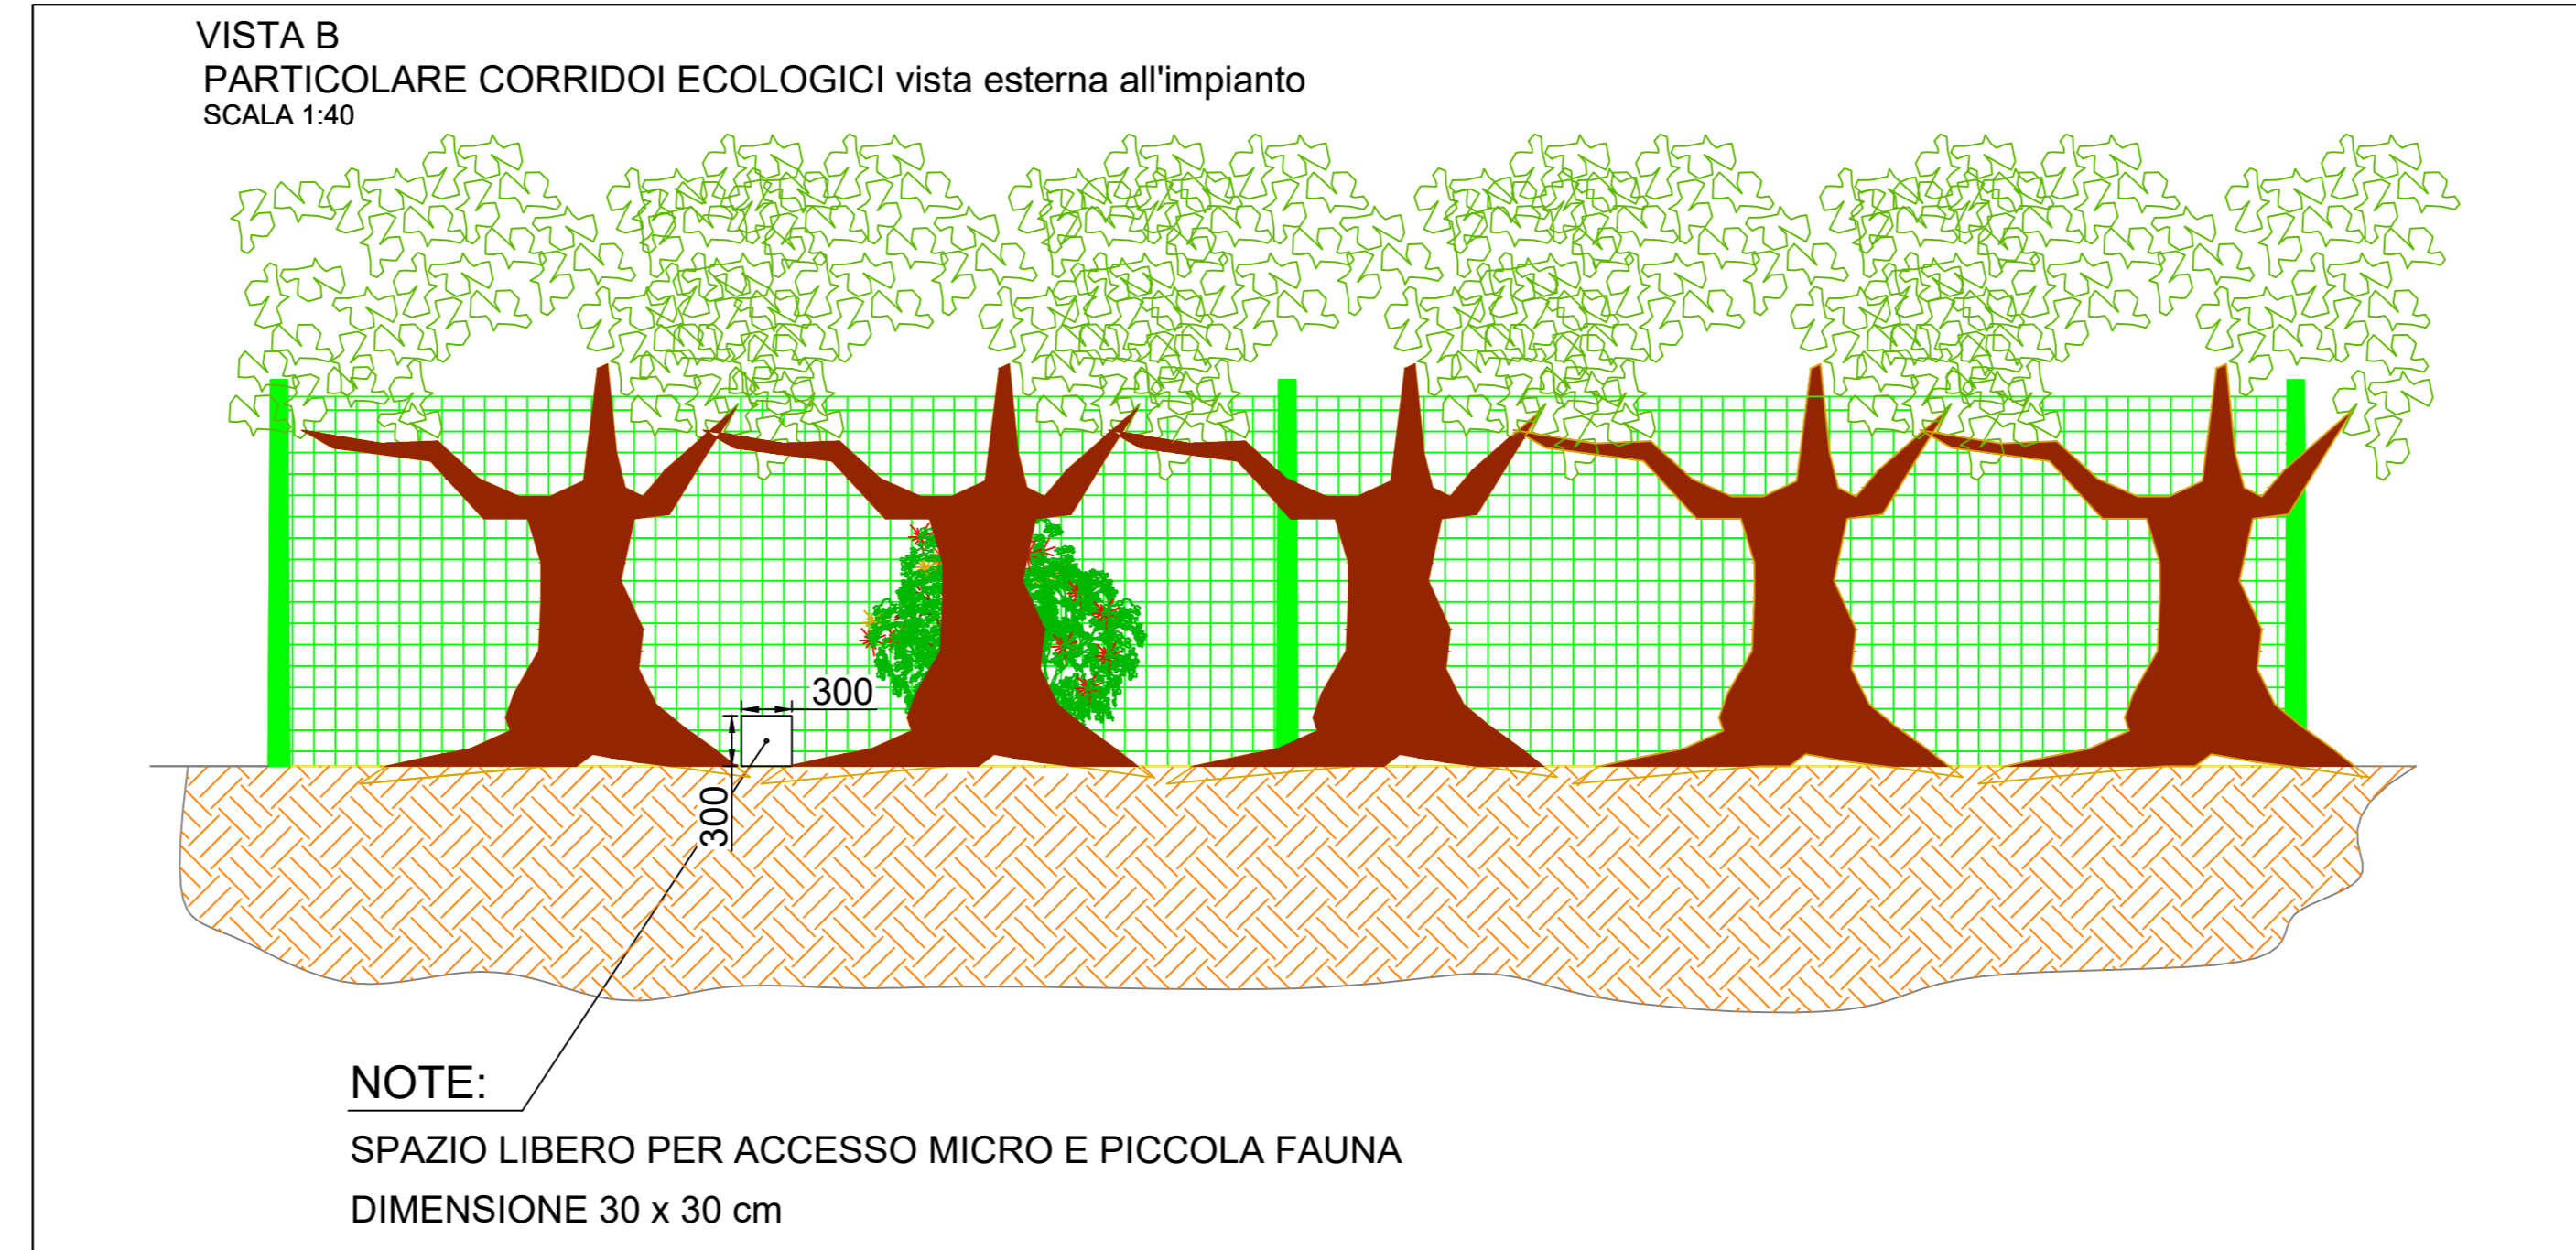 VISTA B
PARTICOLARE CORRIDOI ECOLOGICI vista esterna all'impianto
SCALA 1:40
300
300
NOTE:
SPAZIO LIBERO PER ACCESSO MICRO E PICCOLA FAUNA
DIMENSIONE 30 x 30 cm